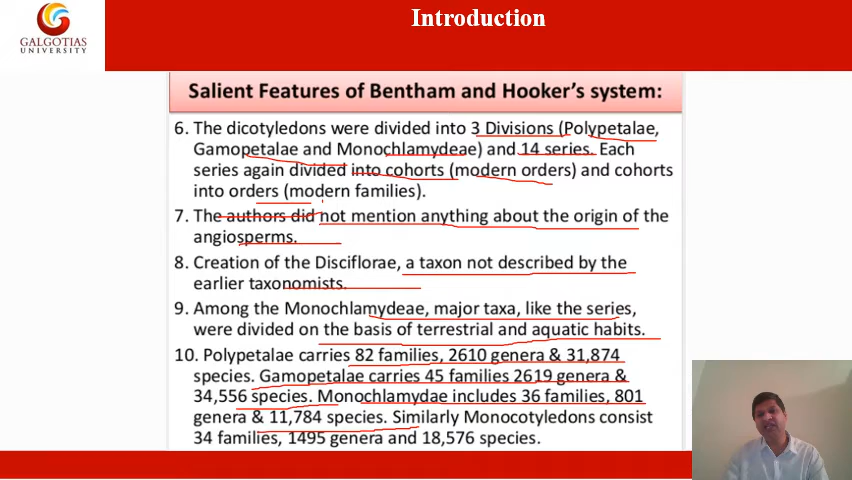 Introduction
GALGOTIAS
UNIVERSITY
Salient Features of Bentham and Hooker's system:
6. The dicotyledons were divided into 3 Divisions (Polypetalae,
Gamopetalae and Monochlamydeae) and 14 series. Each
series again divided into cohorts (modern orders) and cohorts
into orders (modern families).
7. The authors did not mention anything about the origin of the
angiosperms.
8. Creation of the Disciflorae, a taxon not described by the
earlier taxonomists.
9. Among the Monochlamydeae, major taxa, like the series,
were divided on the basis of terrestrial and aquatic habits.
10. Polypetalae carries 82 families, 2610 genera & 31,874
species. Gamopetalae carries 45 families 2619 genera &
34,556 species. Monochlamydae includes 36 families, 801
genera & 11,784 species. Similarly Monocotyledons consist
34 families, 1495 genera and 18,576 species.